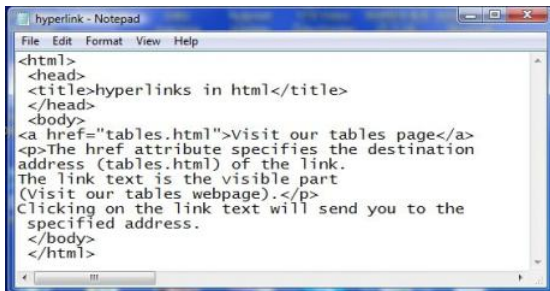 hyperlink - Notepad
File Edit Format View Help
<html>
<head>
<title>hyperlinks in html</title>
</head>
<body>
<a href="tables.html">Visit our tables page</a>
<p>The href attribute specifies the destination
address (tables.html) of the link.
The link text is the visible part
(Visit our tables webpage).</p>
Clicking on the link text will send you to the
specified address.
</body>
</html>